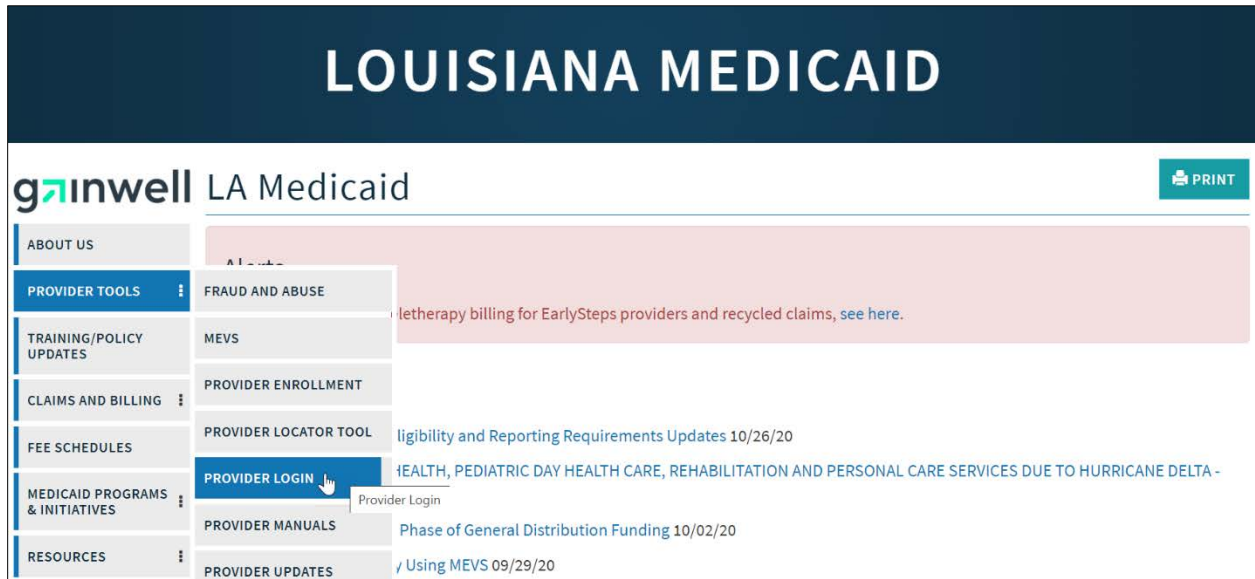 LOUISIANA MEDICAID
gainwell LA Medicaid
PRINT
ABOUT US
PROVIDER TOOLS
TRAINING/POLICY
UPDATES
CLAIMS AND BILLING
FEE SCHEDULES
MEDICAID PROGRAMS
& INITIATIVES
RESOURCES
FRAUD AND ABUSE
MEVS
PROVIDER ENROLLMENT
PROVIDER LOCATOR TOOL
PROVIDER LOGIN
Provider Login
PROVIDER MANUALS
PROVIDER UPDATES
Alerts
letherapy billing for EarlySteps providers and recycled claims, see here.
ligibility and Reporting Requirements Updates 10/26/20
HEALTH, PEDIATRIC DAY HEALTH CARE, REHABILITATION AND PERSONAL CARE SERVICES DUE TO HURRICANE DELTA -
Phase of General Distribution Funding 10/02/20
y Using MEVS 09/29/20